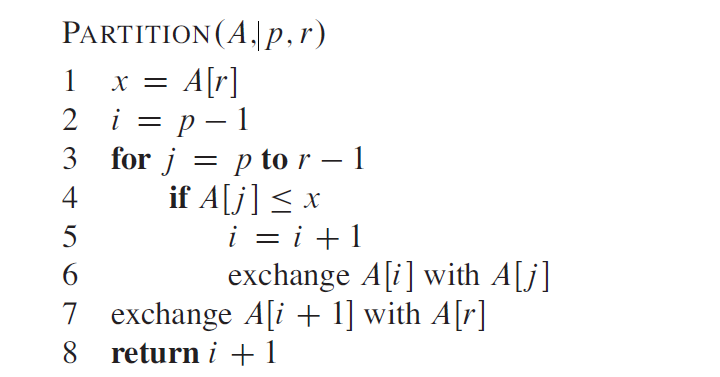 PARTITION(A, p, r)
1 x = A[r]
2 i = p − 1
3 for j = p to r − 1
4 if A[j] ≤ x
5 i = i + 1
6 exchange A[i] with A[j]
7 exchange A[i + 1] with A[r]
8 return i + 1